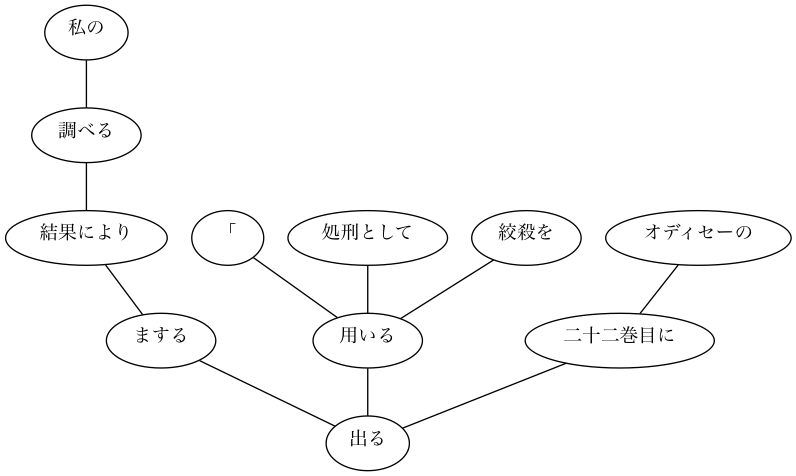 私の
調べる
結果により
「
処刑として
絞殺を
オディセーの
まする
用いる
二十二巻目に
出る